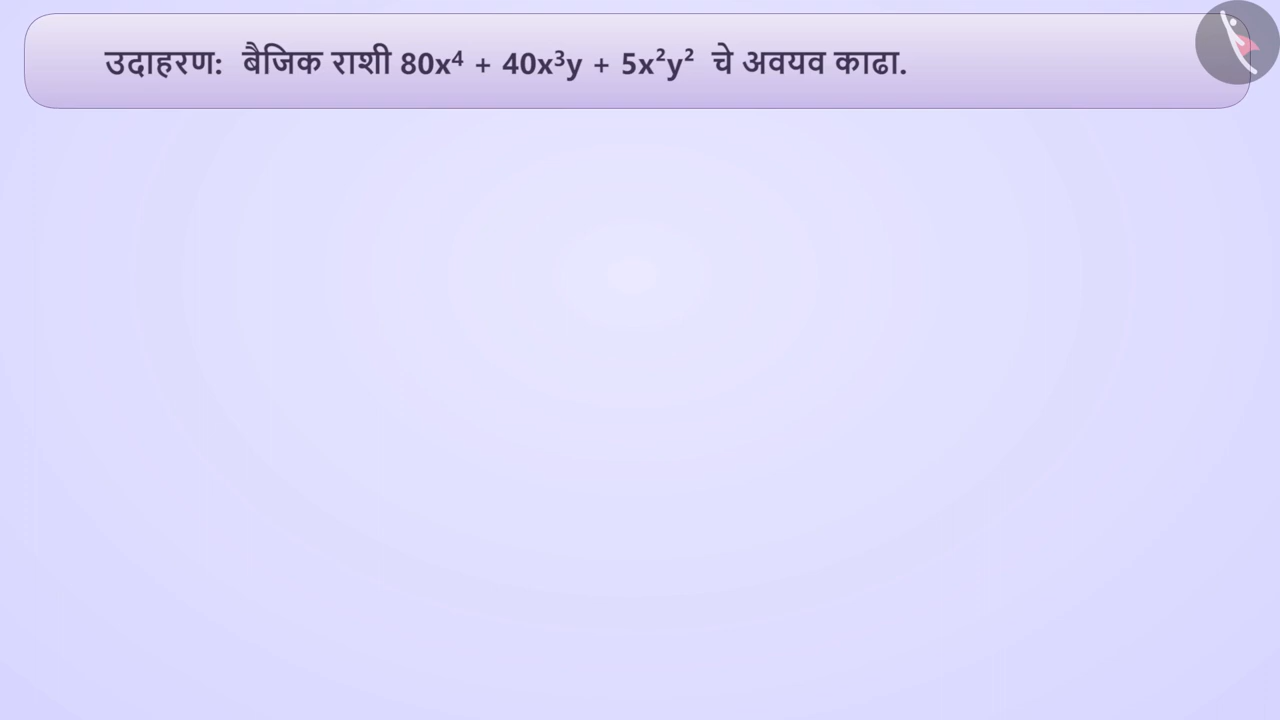 उदाहरण: बैजिक राशी 80x⁴ + 40x³y + 5x²y² चे अवयव काढा.